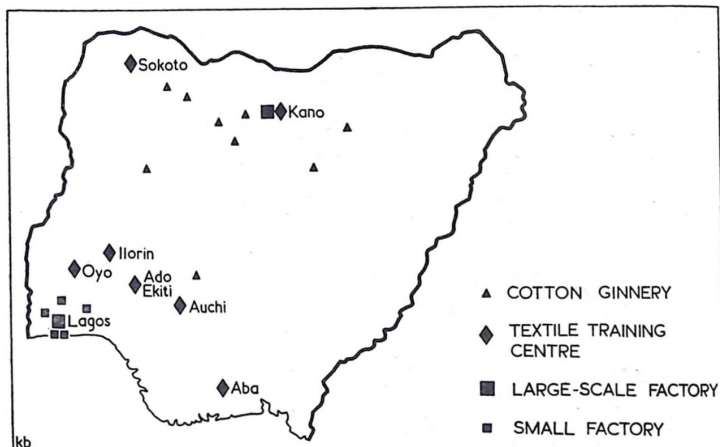 Sokoto
Kano
Ilorin
Oyo
Ado
Ekiti
Auchi
Lagos
Aba
COTTON GINNERY
TEXTILE TRAINING
CENTRE
LARGE-SCALE FACTORY
SMALL FACTORY
kb